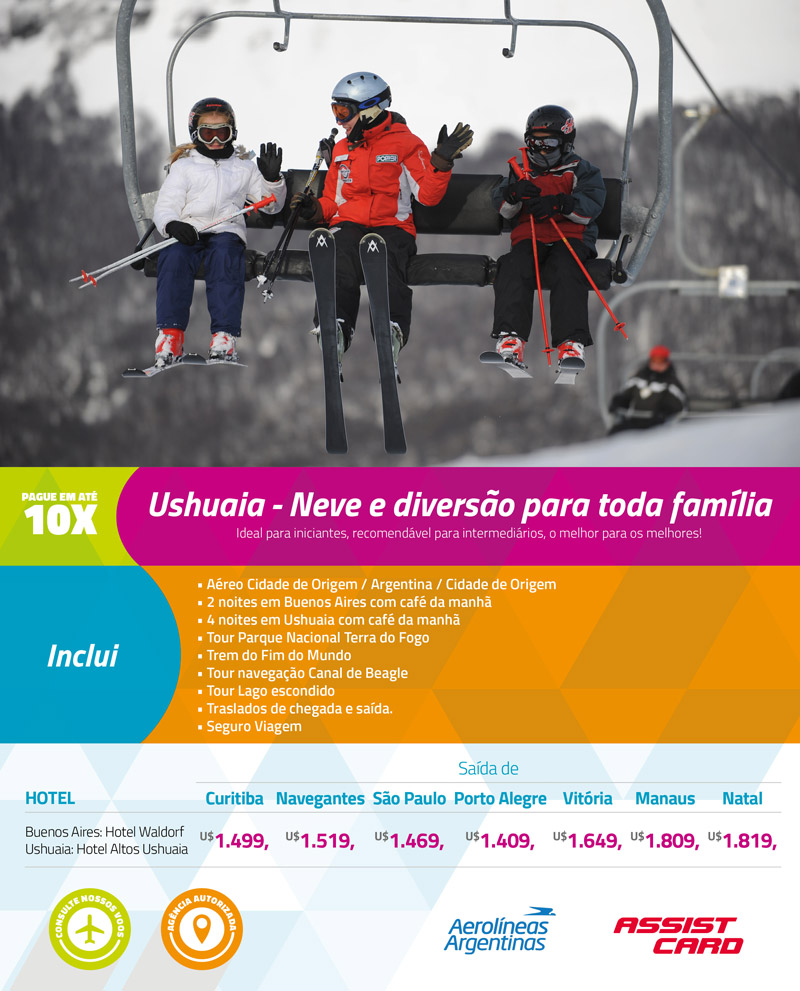 PAGUE EM ATÉ
10X
Ushuaia - Neve e diversão para toda família
Ideal para iniciantes, recomendável para intermediários, o melhor para os melhores!
Inclui
• Aéreo Cidade de Origem / Argentina / Cidade de Origem
• 2 noites em Buenos Aires com café da manhã
• 4 noites em Ushuaia com café da manhã
• Tour Parque Nacional Terra do Fogo
• Trem do Fim do Mundo
• Tour navegação Canal de Beagle
• Tour Lago escondido
• Traslados de chegada e saída.
• Seguro Viagem
Saída de
HOTEL Curitiba Navegantes São Paulo Porto Alegre Vitória Manaus Natal
Buenos Aires: Hotel Waldorf
Ushuaia: Hotel Altos Ushuaia
U$1.499, U$1.519, U$1.469, U$1.409, U$1.649, U$1.809, U$1.819,
CONSULTE NOSSOS VOOS
AGÊNCIA AUTORIZADA
Aerolíneas
Argentinas
ASSIST
CARD